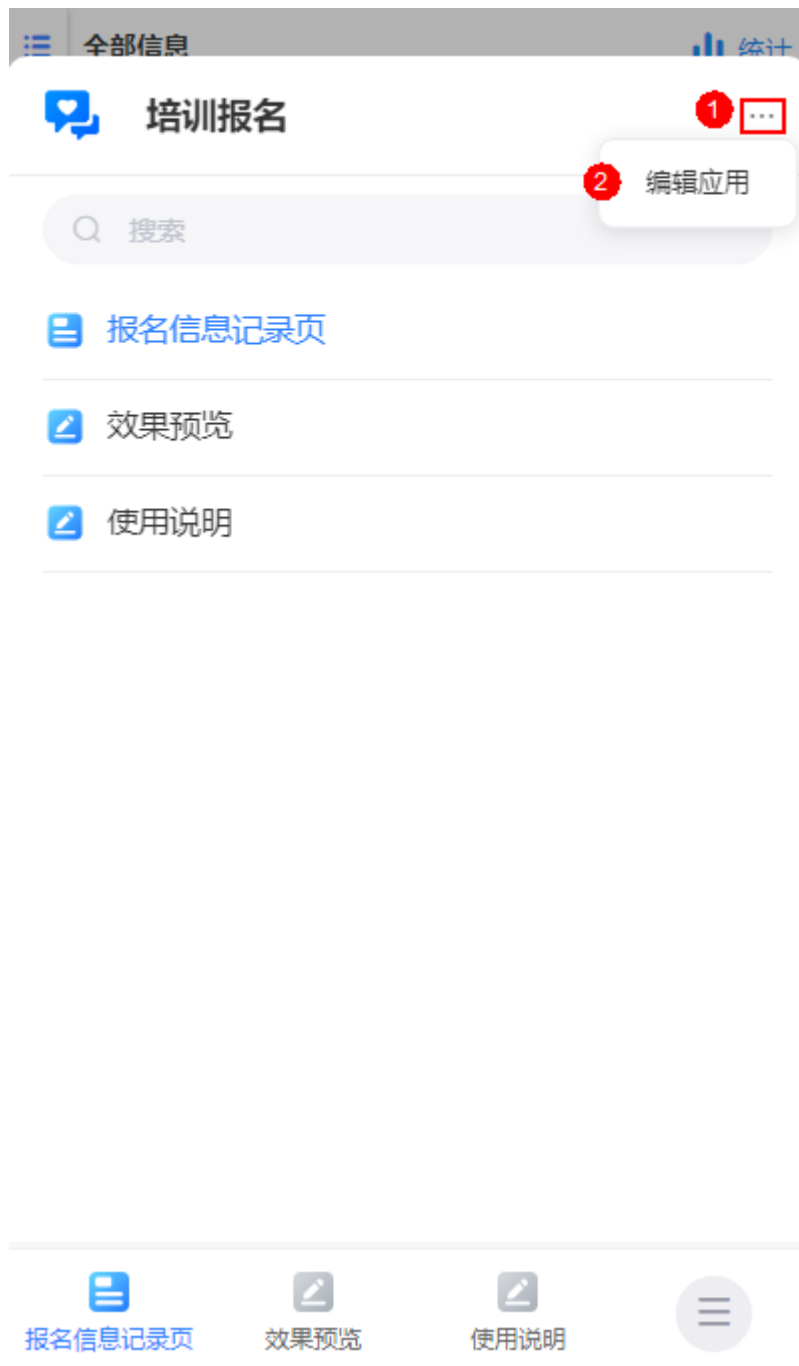 全部信息 统计
培训报名 1 ...
2 编辑应用
搜索
报名信息记录页
效果预览
使用说明
报名信息记录页 效果预览 使用说明